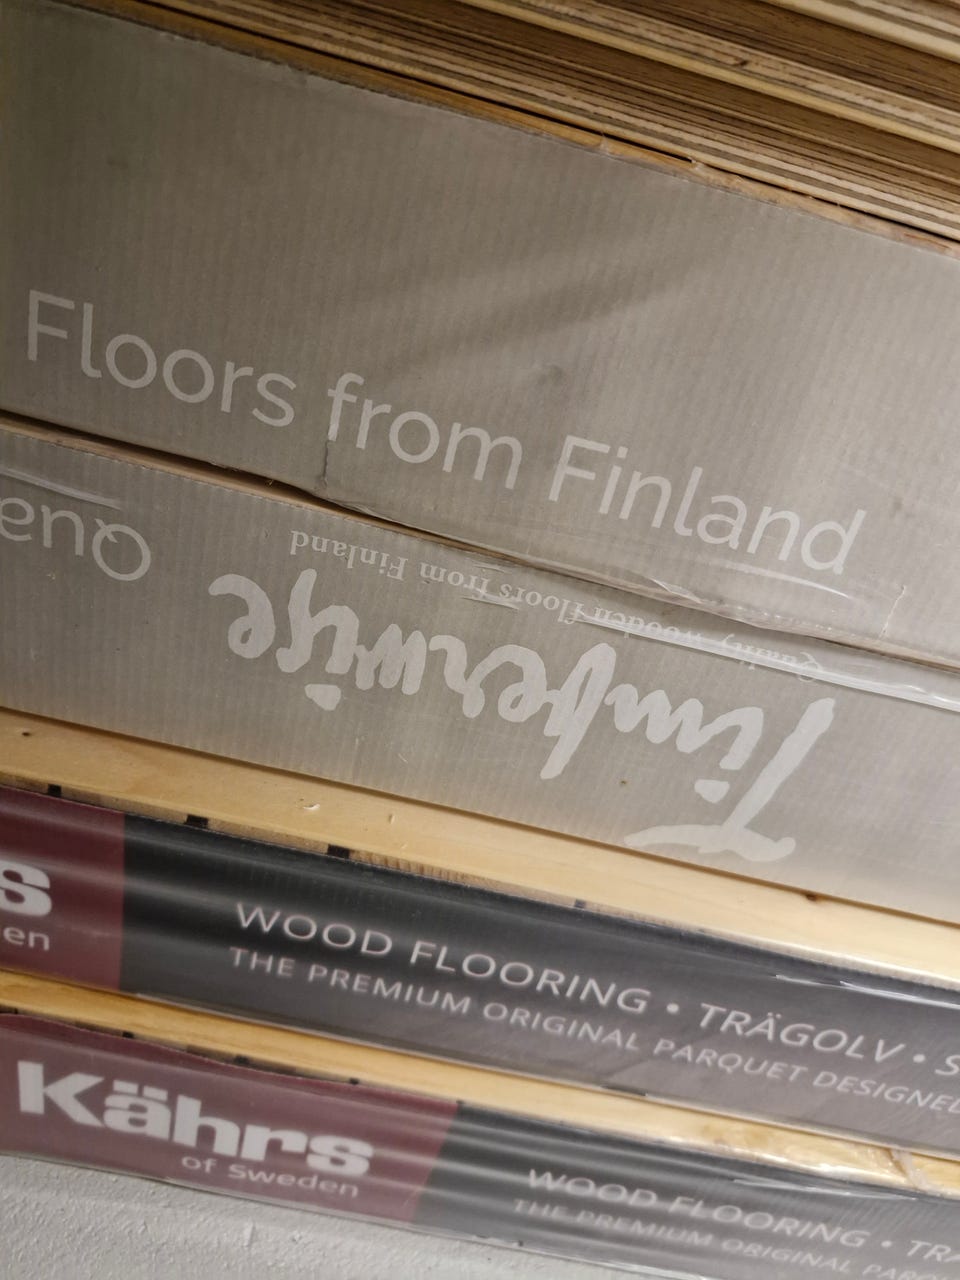 Floors from Finland
Quality wooden floors from Finland
Timberwise
WOOD FLOORING • TRÄGOLV •
THE PREMIUM ORIGINAL PARQUET DESIGNED
Kährs
of Sweden
WOOD FLOORING •
THE PREMIUM ORIGINAL